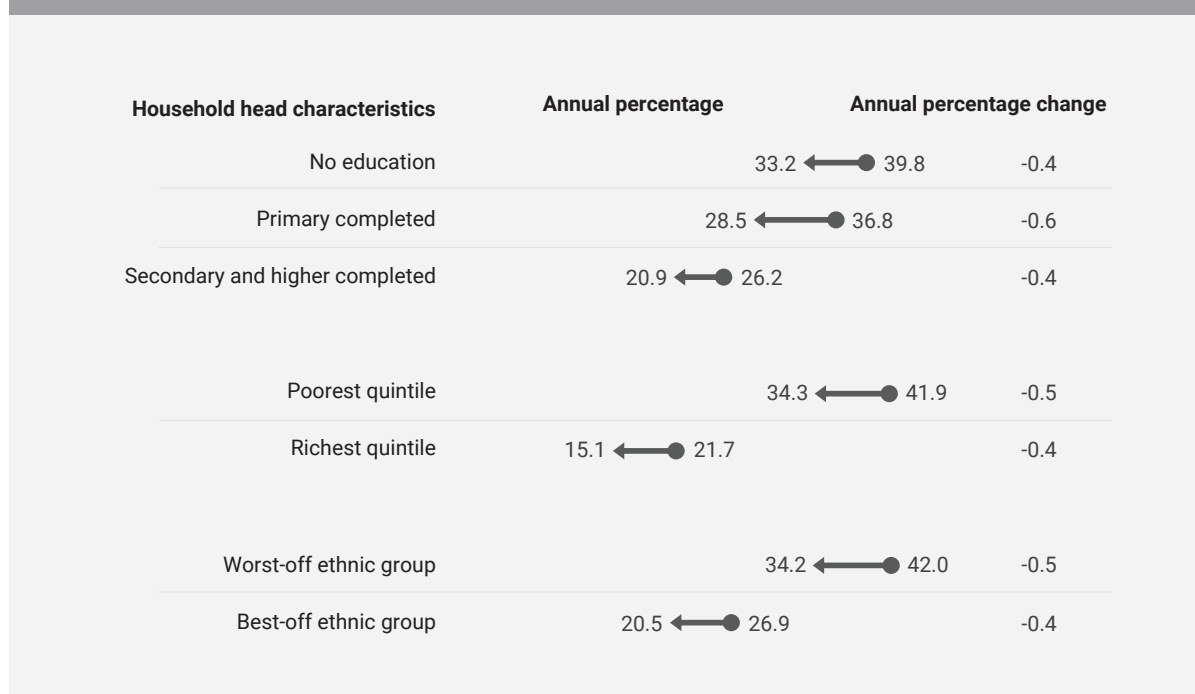 Household head characteristics Annual percentage Annual percentage change
No education 33.2 39.8 -0.4
Primary completed 28.5 36.8 -0.6
Secondary and higher completed 20.9 26.2 -0.4
Poorest quintile 34.3 41.9 -0.5
Richest quintile 15.1 21.7 -0.4
Worst-off ethnic group 34.2 42.0 -0.5
Best-off ethnic group 20.5 26.9 -0.4